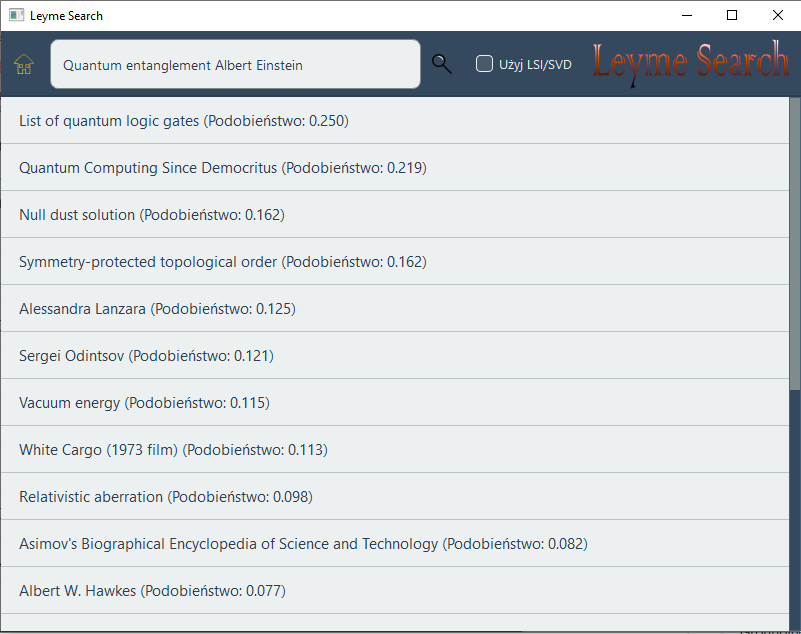 Leyme Search
Quantum entanglement Albert Einstein
Użyj LSI/SVD
Leyme Search
List of quantum logic gates (Podobieństwo: 0.250)
Quantum Computing Since Democritus (Podobieństwo: 0.219)
Null dust solution (Podobieństwo: 0.162)
Symmetry-protected topological order (Podobieństwo: 0.162)
Alessandra Lanzara (Podobieństwo: 0.125)
Sergei Odintsov (Podobieństwo: 0.121)
Vacuum energy (Podobieństwo: 0.115)
White Cargo (1973 film) (Podobieństwo: 0.113)
Relativistic aberration (Podobieństwo: 0.098)
Asimov's Biographical Encyclopedia of Science and Technology (Podobieństwo: 0.082)
Albert W. Hawkes (Podobieństwo: 0.077)